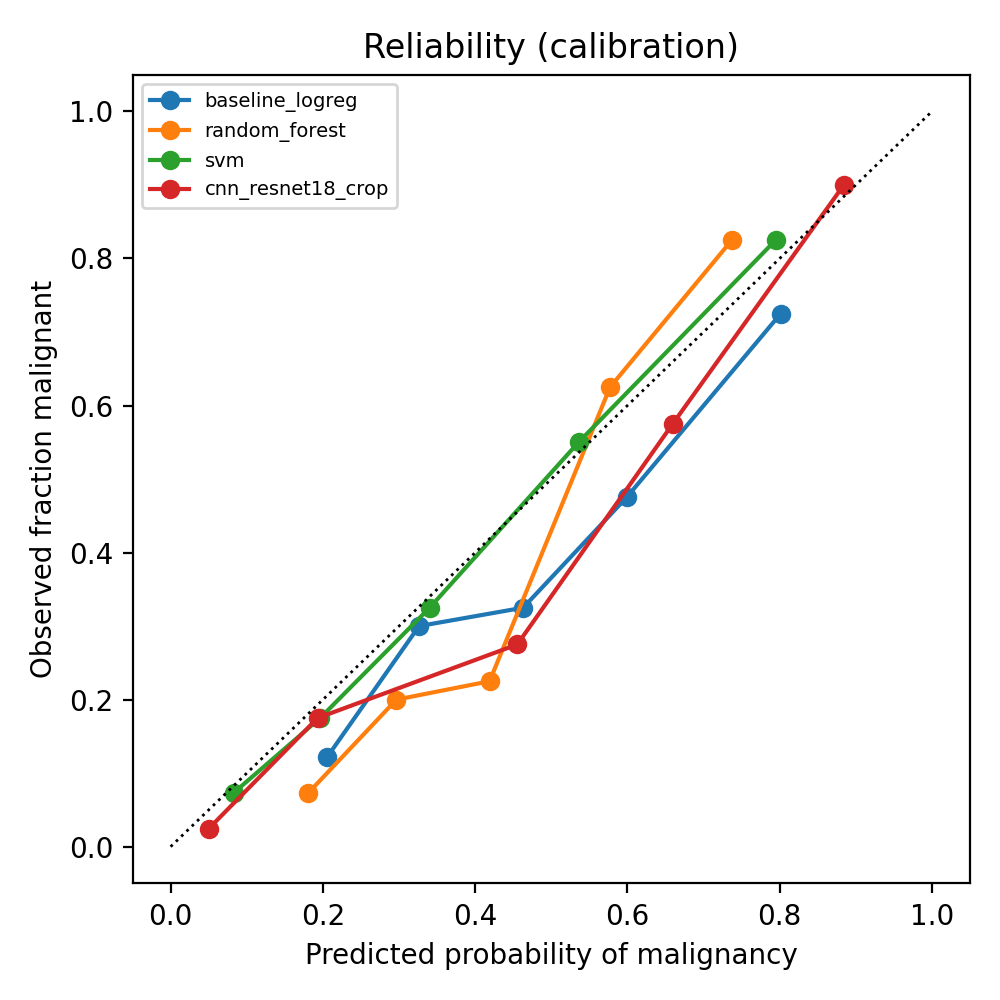 Reliability (calibration)
baseline_logreg
random_forest
svm
cnn_resnet18_crop
Observed fraction malignant
1.0
0.8
0.6
0.4
0.2
0.0
0.0 0.2 0.4 0.6 0.8 1.0
Predicted probability of malignancy